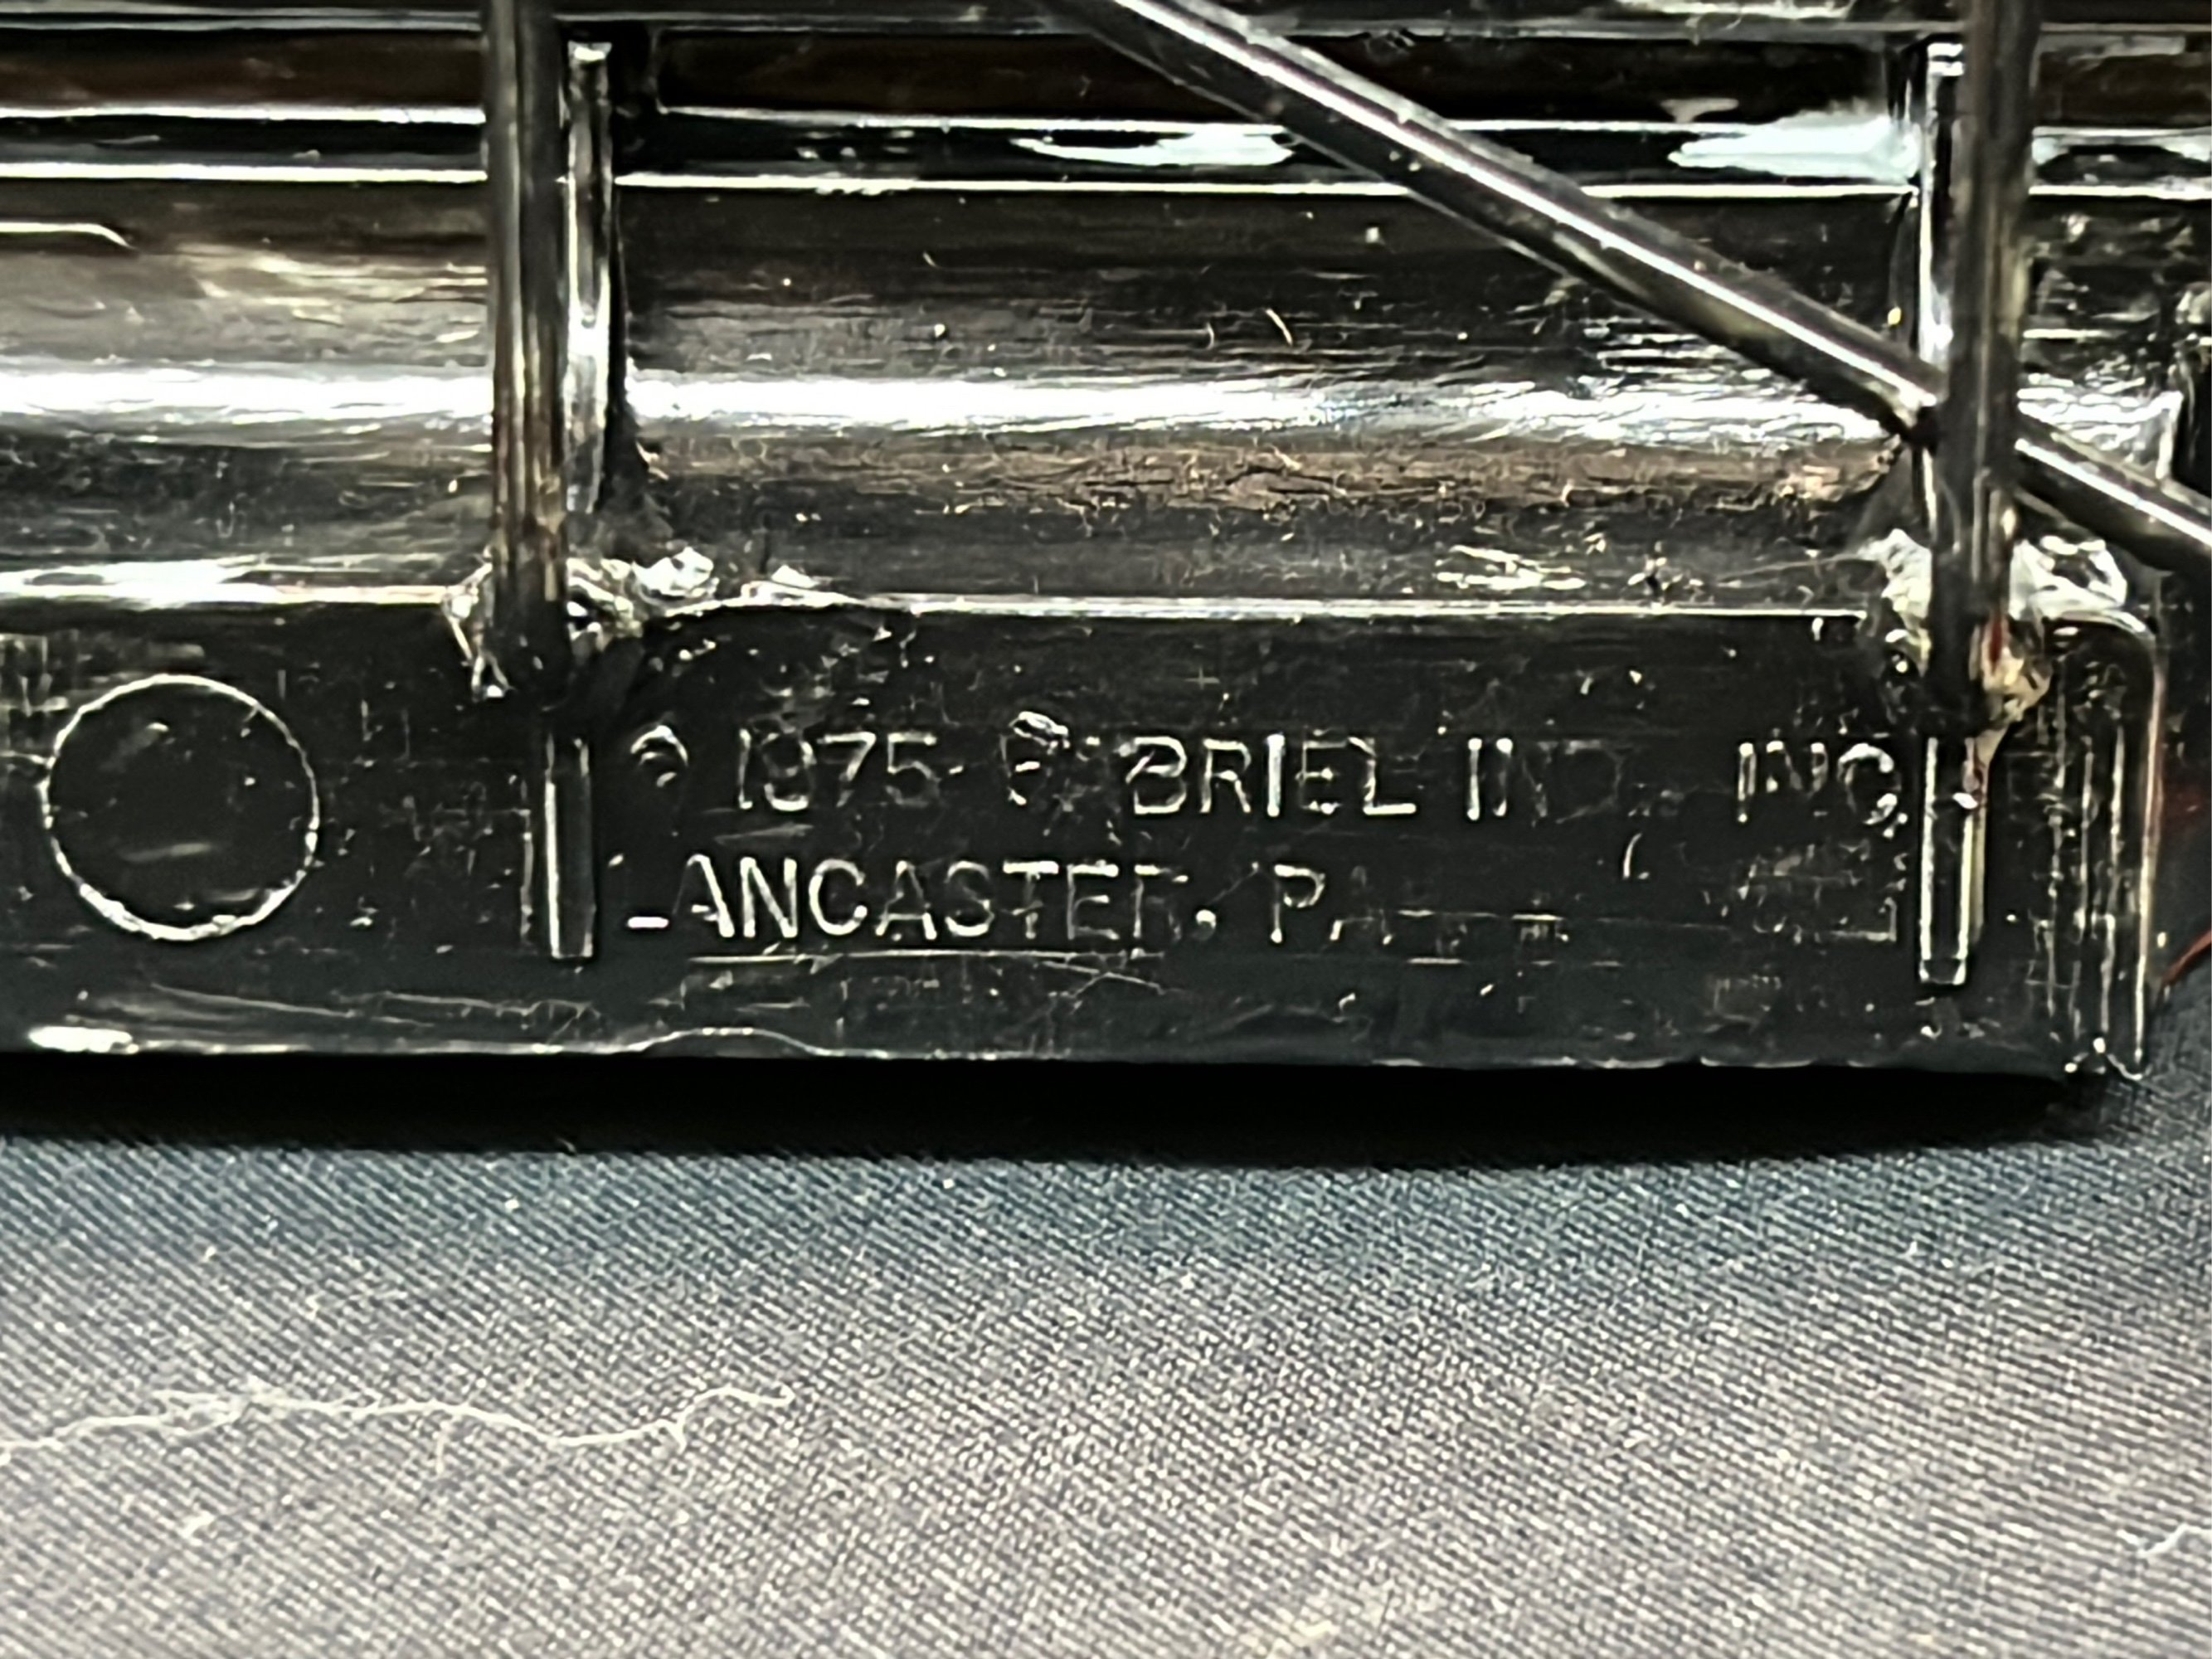 © 1975 GABRIEL IND. INC.
LANCASTER, PA